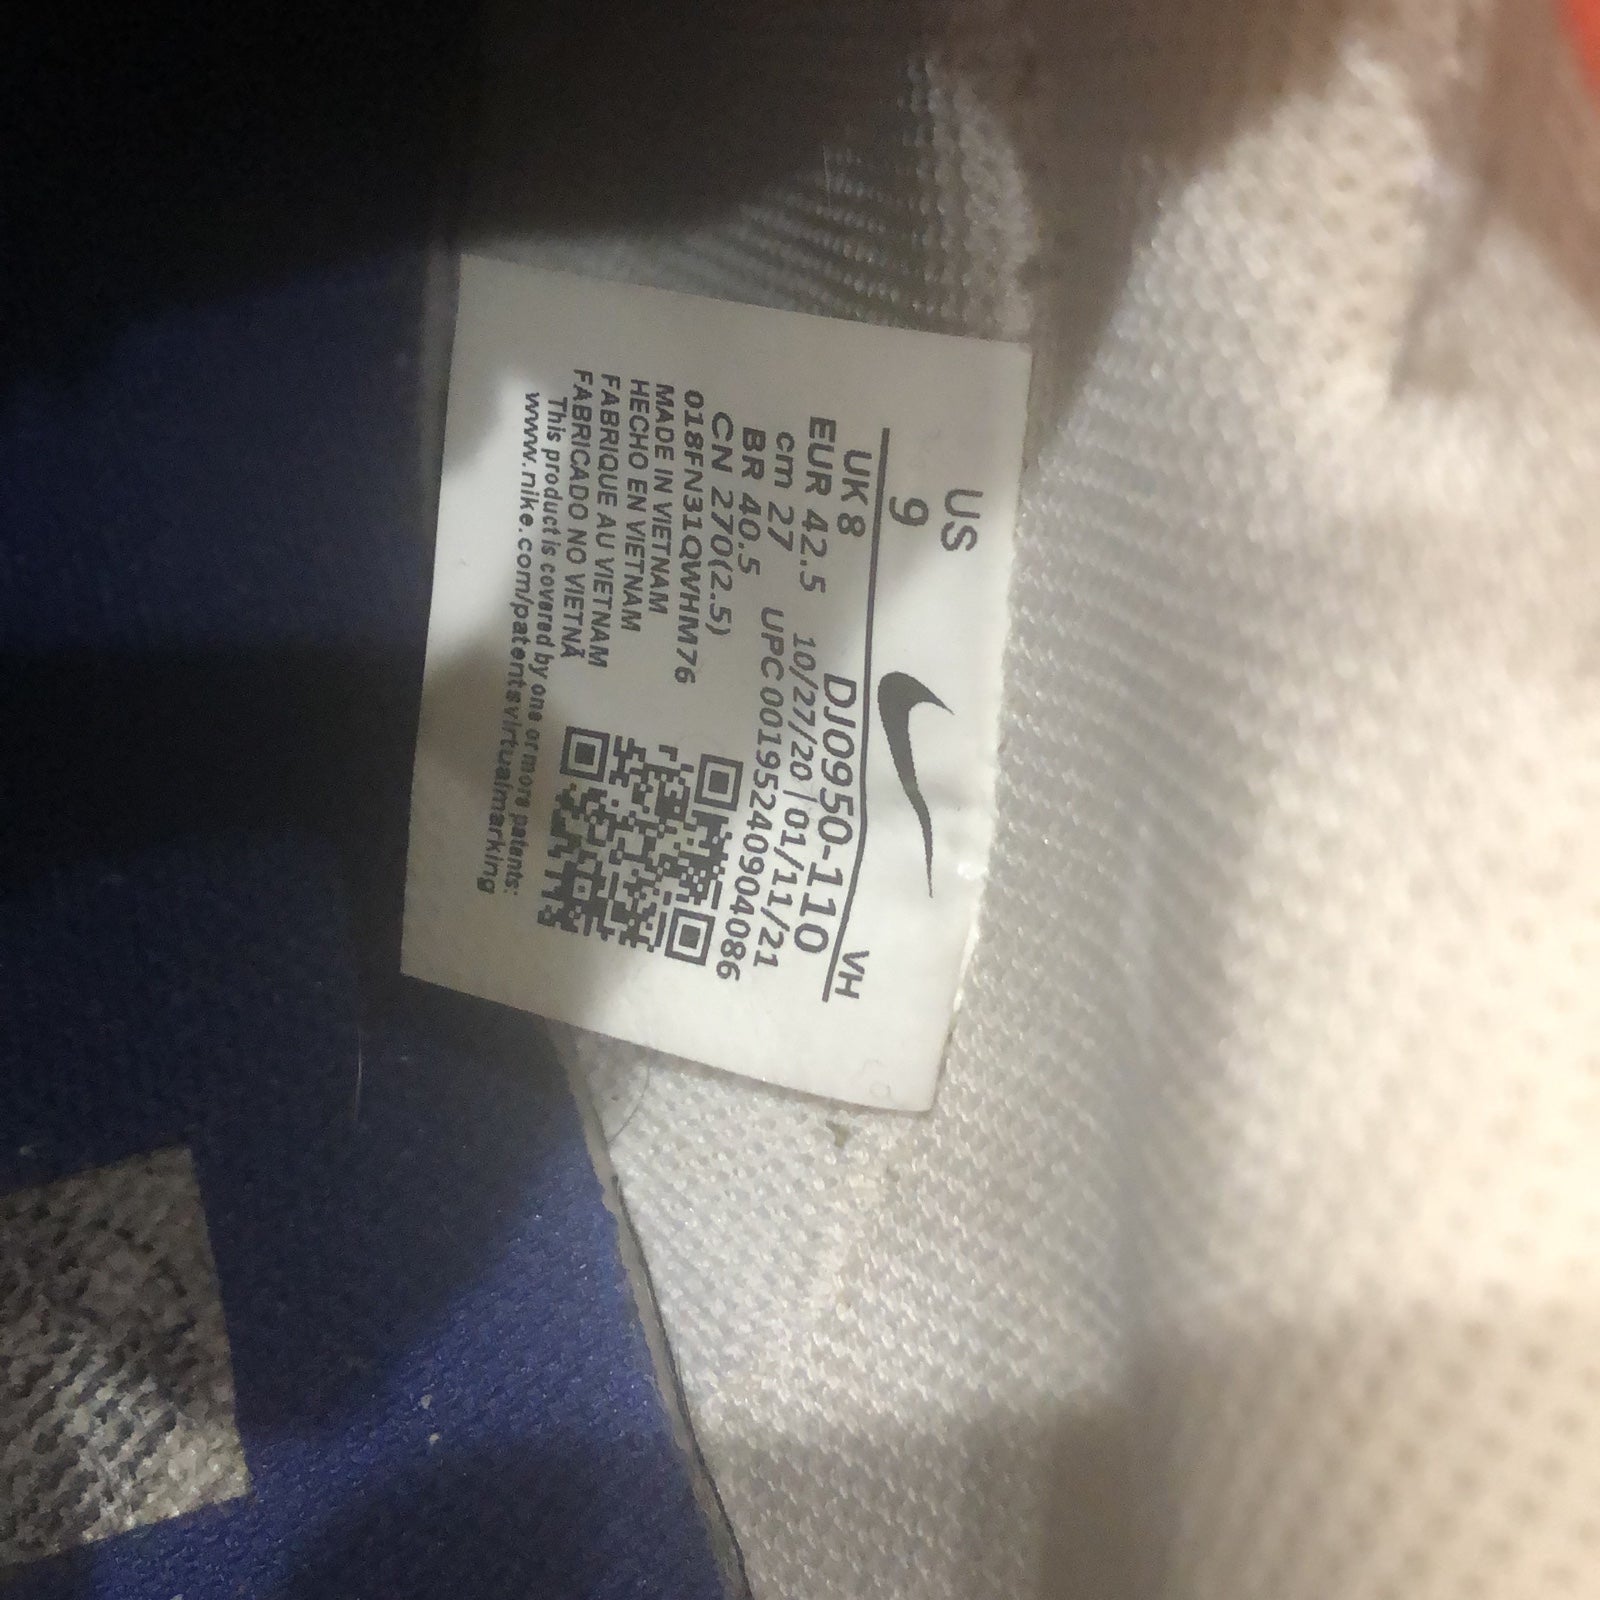 US VH
9
UK 8 DJ0950-110
EUR 42.5 10/27/20 | 01/11/21
cm 27 UPC 00195240904086
BR 40.5
CN 270(2.5)
018FN31QWHM76
MADE IN VIETNAM
HECHO EN VIETNAM
FABRIQUE AU VIETNAM
FABRICADO NO VIETNÃ
This product is covered by one or more patents:
www.nike.com/patentsvirtualmarking